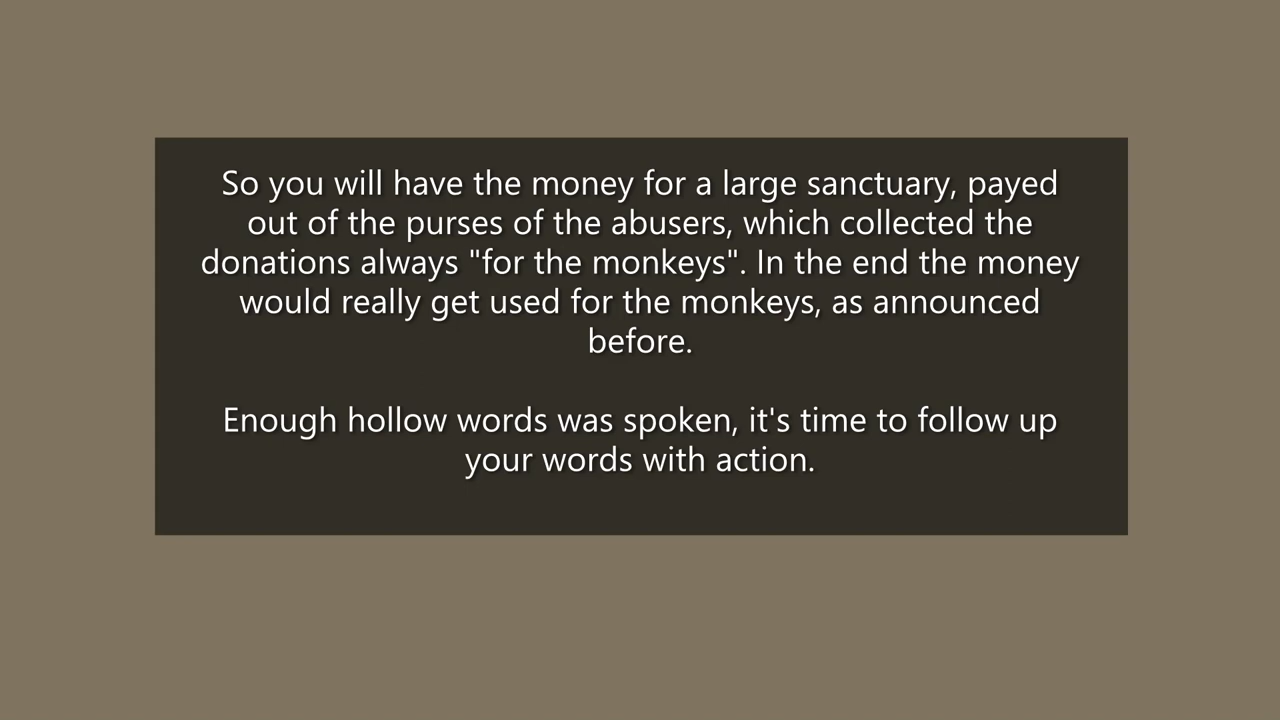 So you will have the money for a large sanctuary, payed
out of the purses of the abusers, which collected the
donations always "for the monkeys". In the end the money
would really get used for the monkeys, as announced
before.
Enough hollow words was spoken, it's time to follow up
your words with action.